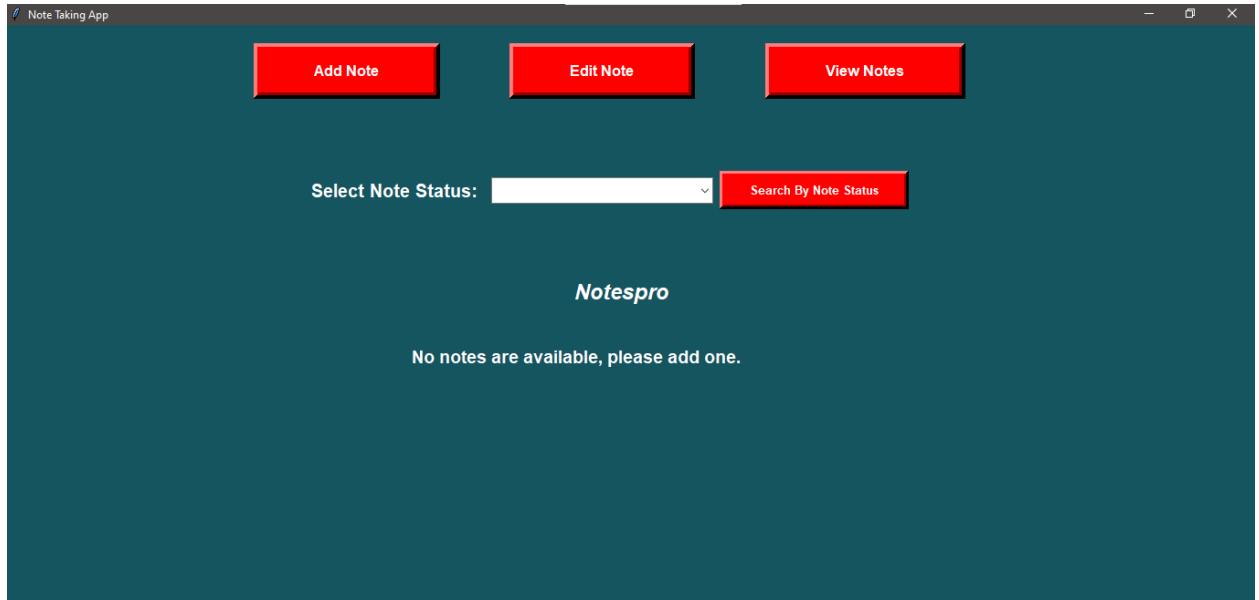 Note Taking App
Add Note Edit Note View Notes
Select Note Status: Search By Note Status
Notespro
No notes are available, please add one.